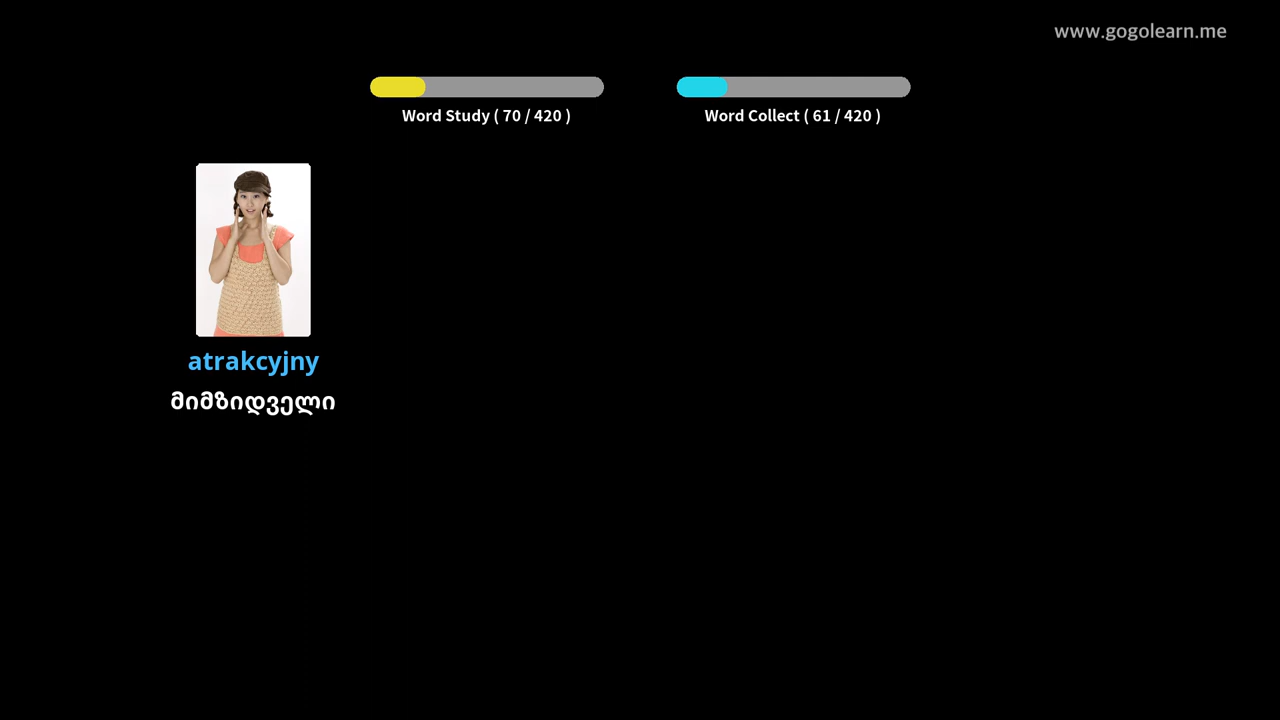 www.gogolearn.me
Word Study ( 70 / 420 )
Word Collect ( 61 / 420 )
atrakcyjny
მიმზიდველი